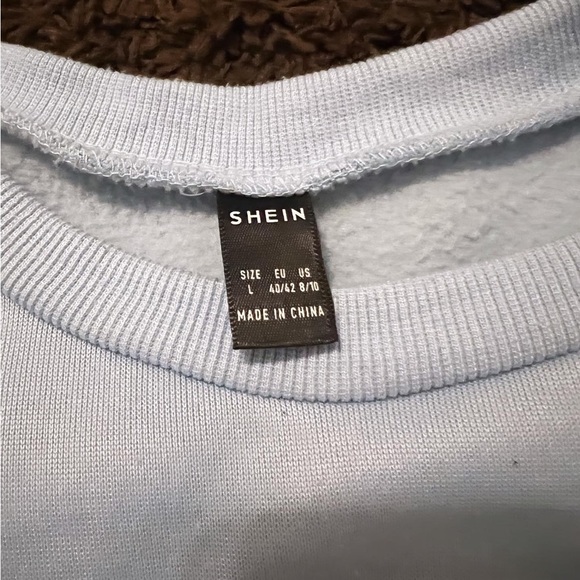 SHEIN
SIZE EU US
L 40/42 8/10
MADE IN CHINA